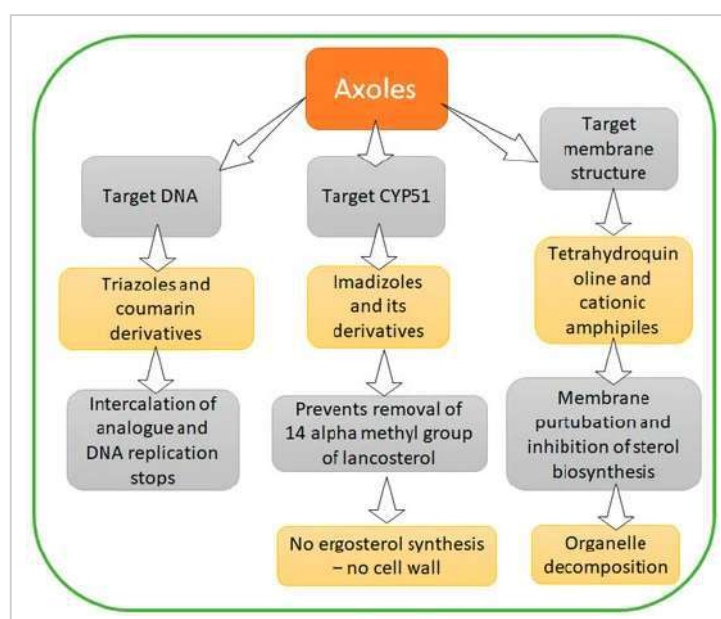 Axoles
Target DNA
Triazoles and
coumarin
derivatives
Intercalation of
analogue and
DNA replication
stops
Target CYP51
Imadizoles
and its
derivatives
Prevents removal of
14 alpha methyl group
of lancosterol
No ergosterol synthesis
– no cell wall
Target
membrane
structure
Tetrahydroquin
oline and
cationic
amphipiles
Membrane
purtubation and
inhibition of sterol
biosynthesis
Organelle
decomposition